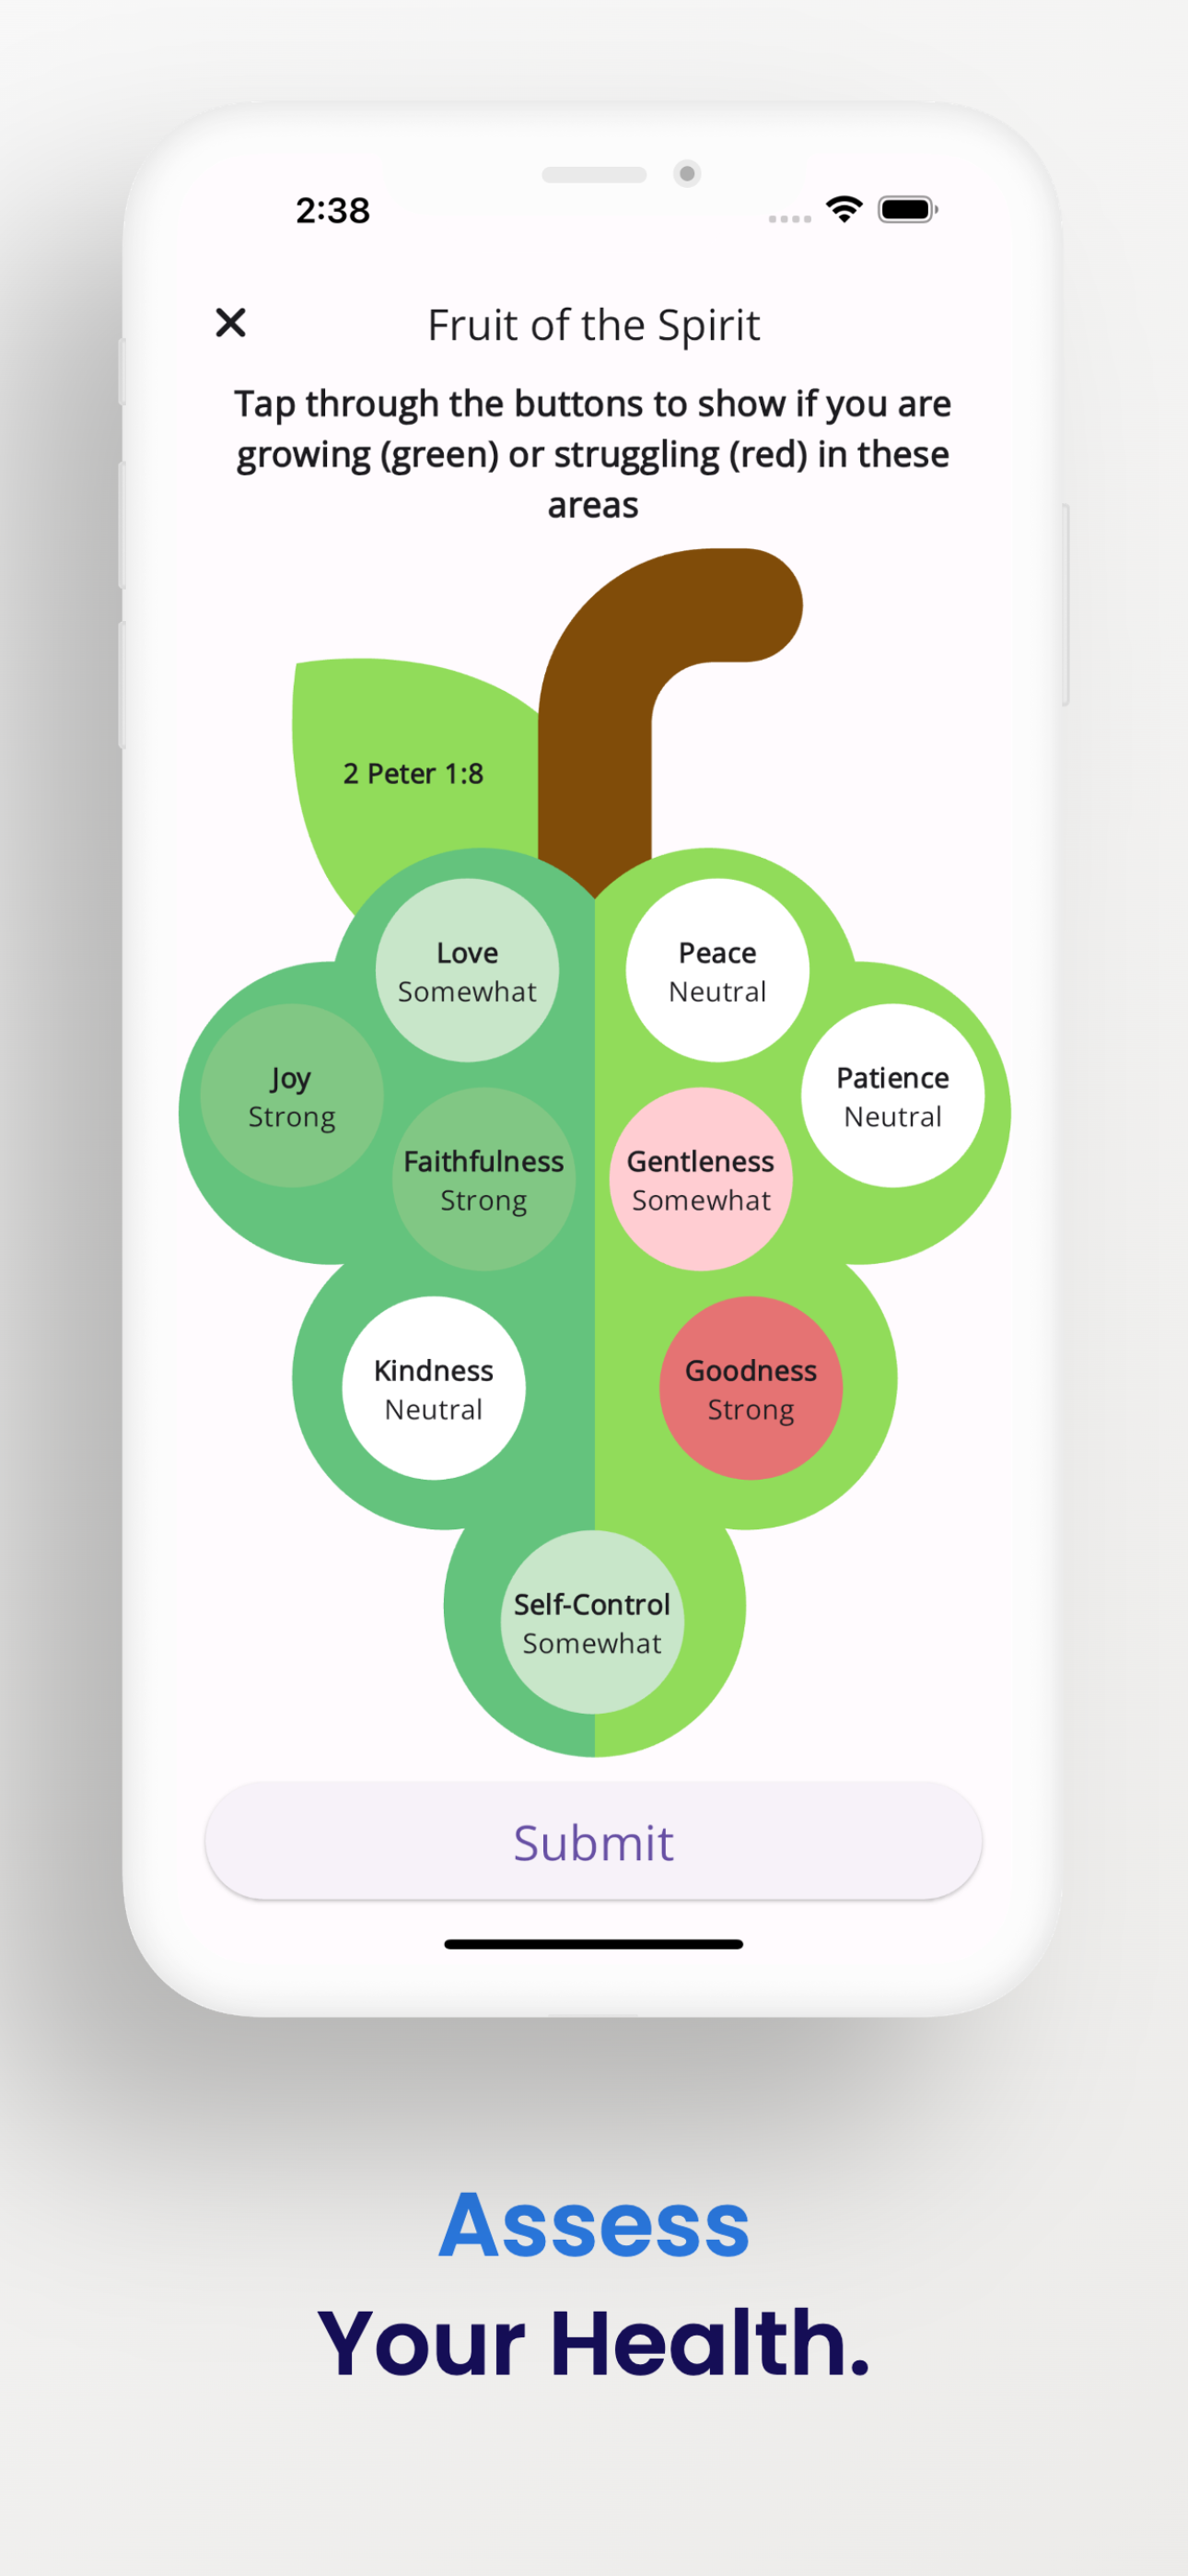 2:38
Fruit of the Spirit
Tap through the buttons to show if you are
growing (green) or struggling (red) in these
areas
2 Peter 1:8
Love
Somewhat
Peace
Neutral
Joy
Strong
Patience
Neutral
Faithfulness
Strong
Gentleness
Somewhat
Kindness
Neutral
Goodness
Strong
Self-Control
Somewhat
Submit
Assess
Your Health.